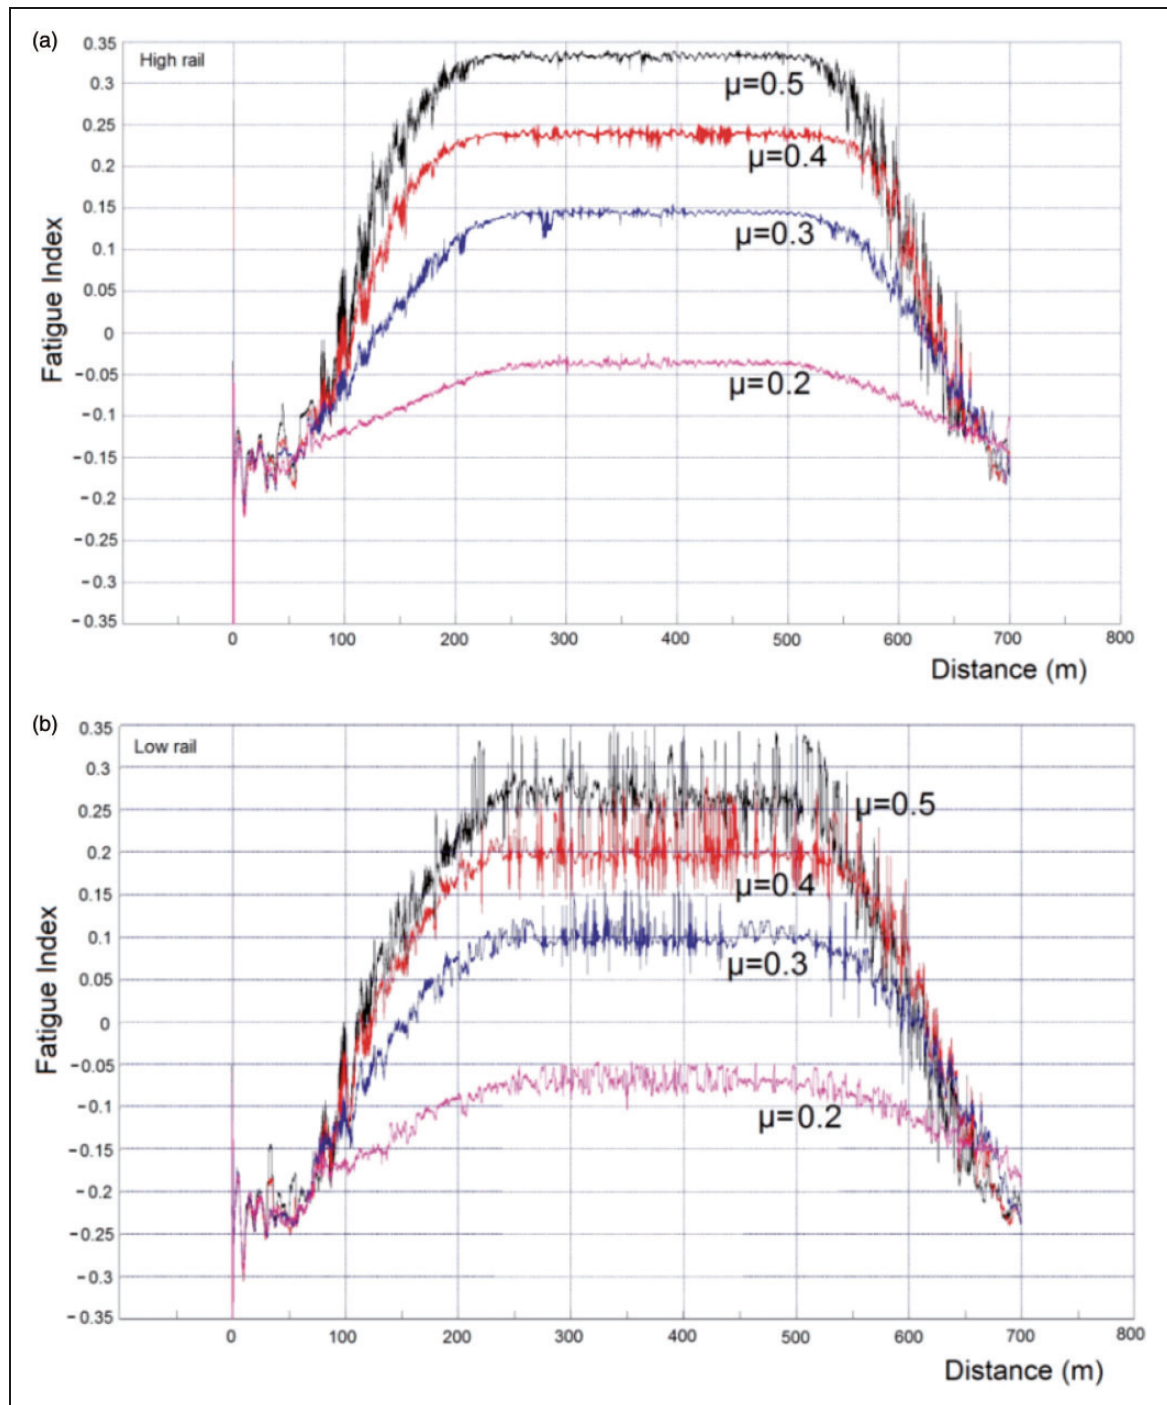 (a)
High rail
0.35
0.3
0.25
0.2
0.15
0.1
0.05
0
−0.05
−0.1
−0.15
−0.2
−0.25
−0.3
−0.35
Fatigue Index
μ=0.5
μ=0.4
μ=0.3
μ=0.2
0 100 200 300 400 500 600 700 800
Distance (m)
(b)
Low rail
0.35
0.3
0.25
0.2
0.15
0.1
0.05
0
−0.05
−0.1
−0.15
−0.2
−0.25
−0.3
−0.35
Fatigue Index
μ=0.5
μ=0.4
μ=0.3
μ=0.2
0 100 200 300 400 500 600 700 800
Distance (m)